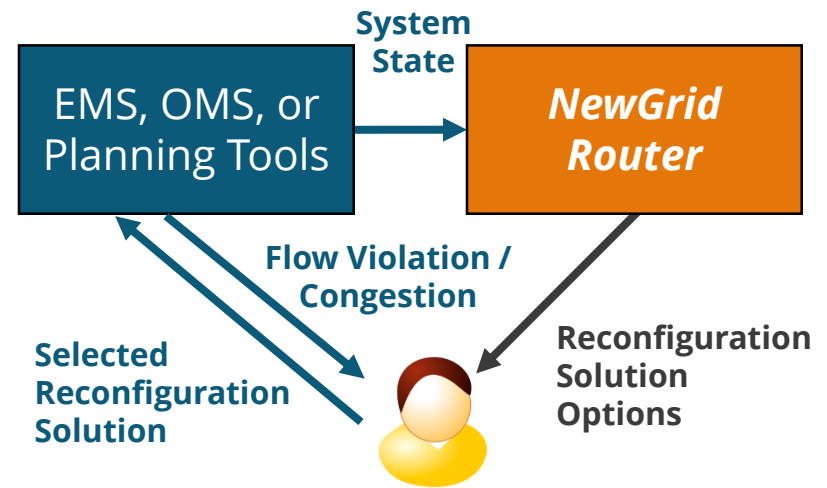 System
State
EMS, OMS, or
Planning Tools
NewGrid
Router
Flow Violation /
Congestion
Selected
Reconfiguration
Solution
Reconfiguration
Solution
Options